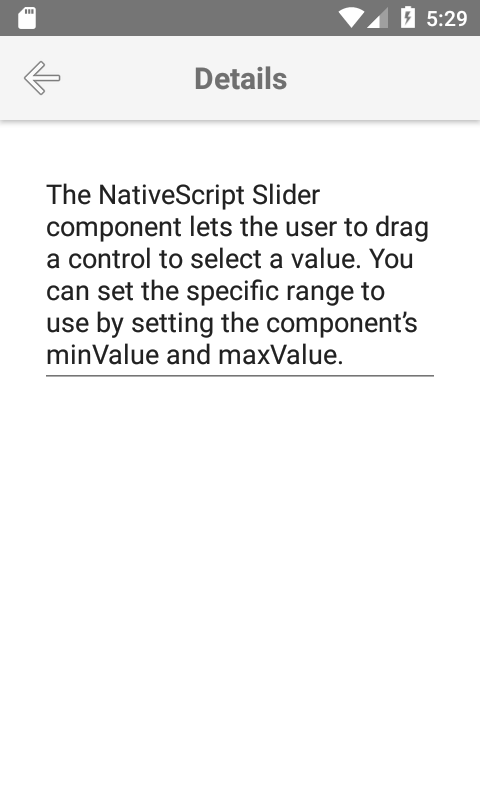 5:29
Details
The NativeScript Slider
component lets the user to drag
a control to select a value. You
can set the specific range to
use by setting the component’s
minValue and maxValue.